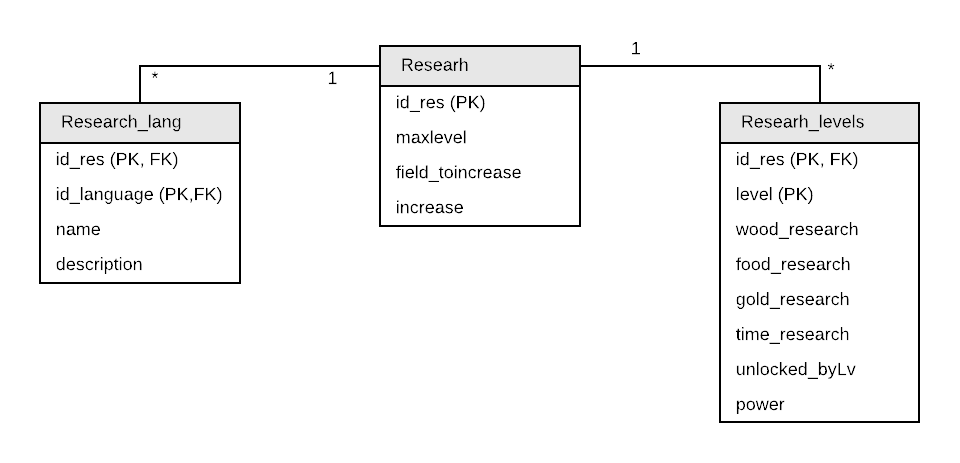 1
Researh
*
1
*
Research_lang
id_res (PK, FK)
id_language (PK,FK)
name
description
id_res (PK)
maxlevel
field_toincrease
increase
Researh_levels
id_res (PK, FK)
level (PK)
wood_research
food_research
gold_research
time_research
unlocked_byLv
power